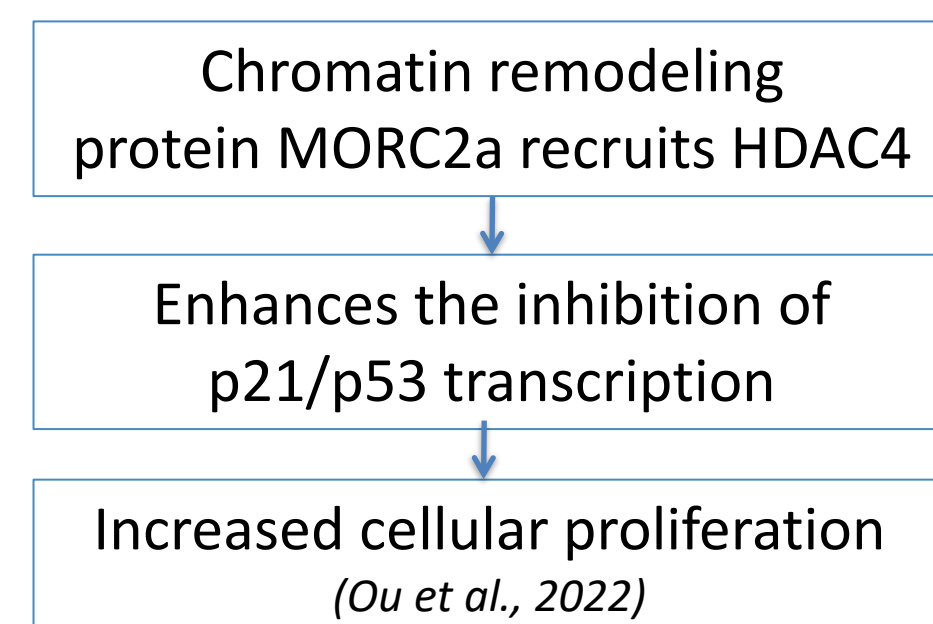 Chromatin remodeling
protein MORC2a recruits HDAC4
Enhances the inhibition of
p21/p53 transcription
Increased cellular proliferation
(Ou et al., 2022)